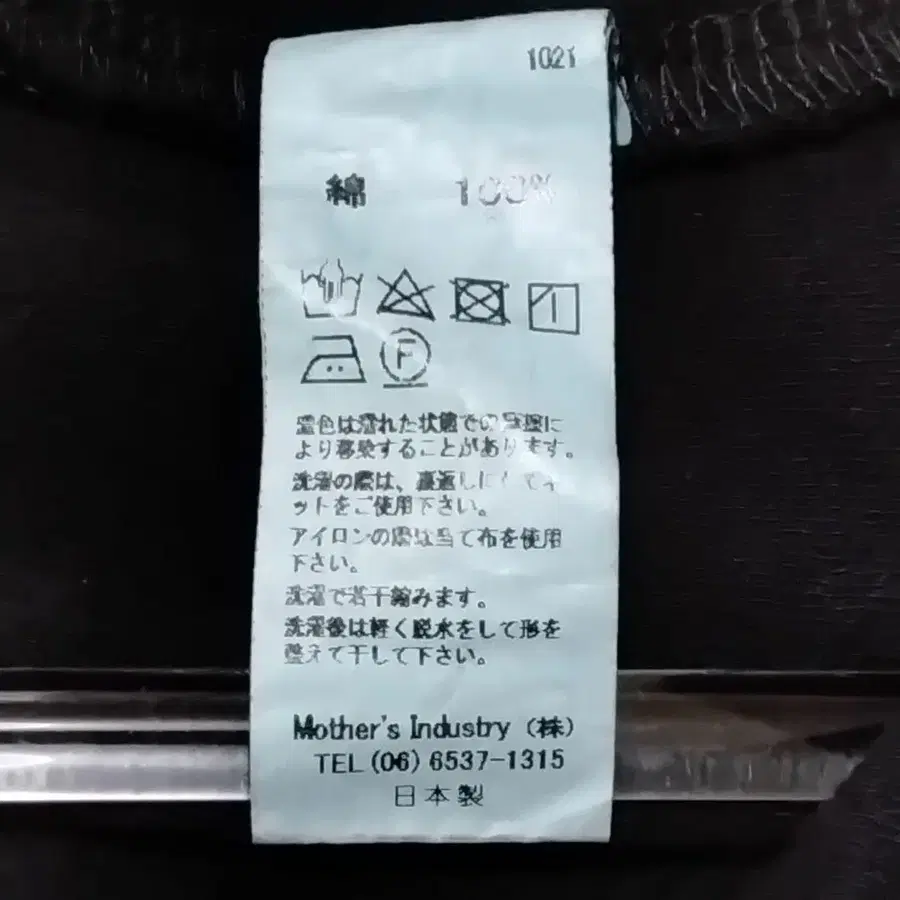 1021
綿 100%
F
濃色は濡れた状態での摩擦に
より移染することがあります。
洗濯の際は、裏返しにして
ットをご使用下さい。
アイロンの際は当て布を使用
下さい。
洗濯で若干縮みます。
洗濯後は軽く脱水をして形を
整えて干して下さい。
Mother's Industry (株)
TEL (06) 6537-1315
日本製